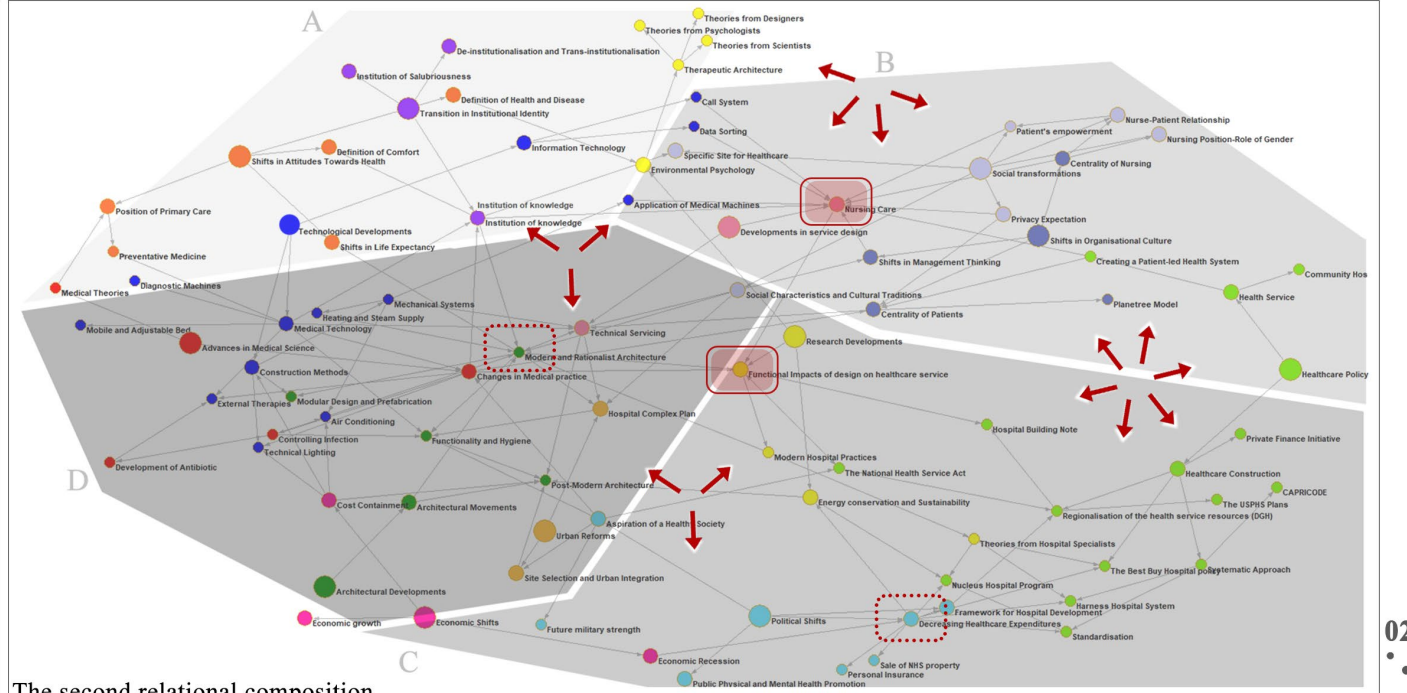 A
Theories from Designers
Theories from Psychologists
Theories from Scientists
De-institutionalisation and Trans-institutionalisation
B
Therapeutic Architecture
Institution of Salubriousness
Definition of Health and Disease
Call System
Transition in Institutional Identity
Nurse-Patient Relationship
Data Sorting
Patient's empowerment
Nursing Position-Role of Gender
Information Technology
Definition of Comfort
Specific Site for Healthcare
Shifts in Attitudes Towards Health
Centrality of Nursing
Environmental Psychology
Social transformations
Institution of knowledge
Application of Medical Machines
Position of Primary Care
Nursing Care
Institution of knowledge
Privacy Expectation
Technological Developments
Developments in service design
Shifts in Life Expectancy
Shifts in Organisational Culture
Preventative Medicine
Shifts in Management Thinking
Creating a Patient-led Health System
Community Hos
Diagnostic Machines
Medical Theories
Social Characteristics and Cultural Traditions
Health Service
Mechanical Systems
Planetree Model
Heating and Steam Supply
Centrality of Patients
Mobile and Adjustable Bed
Medical Technology
Technical Servicing
Research Developments
Advances in Medical Science
Modern and Rationalist Architecture
Construction Methods
Changes in Medical practice
Functional Impacts of design on healthcare service
Healthcare Policy
External Therapies
Modular Design and Prefabrication
Hospital Complex Plan
Air Conditioning
Hospital Building Note
Controlling Infection
Functionality and Hygiene
Private Finance Initiative
Technical Lighting
Modern Hospital Practices
Development of Antibiotic
The National Health Service Act
Healthcare Construction
D
Post-Modern Architecture
CAPRICODE
Cost Containment
Architectural Movements
Energy conservation and Sustainability
The USPHS Plans
Regionalisation of the health service resources (DGH)
Aspiration of a Healthy Society
Urban Reforms
Theories from Hospital Specialists
Site Selection and Urban Integration
The Best Buy Hospital policy
Systematic Approach
Nucleus Hospital Program
Architectural Developments
Harness Hospital System
Framework for Hospital Development
Economic growth
Economic Shifts
Political Shifts
Decreasing Healthcare Expenditures
Future military strength
Standardisation
02
C
Economic Recession
Sale of NHS property
Personal Insurance
Public Physical and Mental Health Promotion
The second relational composition